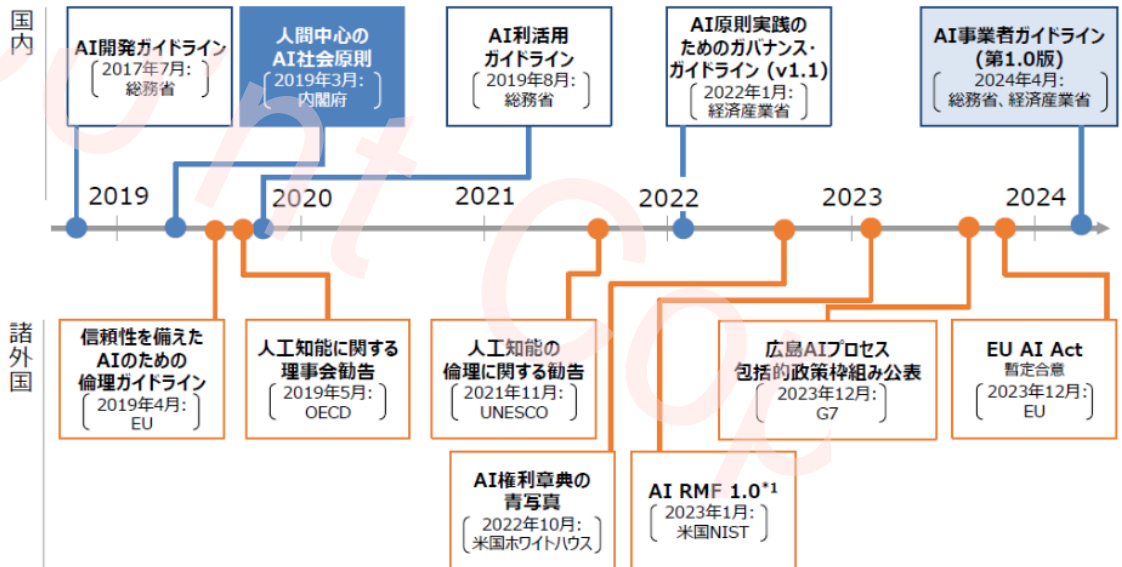 国内
AI開発ガイドライン
2017年7月:
総務省
人間中心の
AI社会原則
2019年3月:
内閣府
AI利活用
ガイドライン
2019年8月:
総務省
AI原則実践の
ためのガバナンス・
ガイドライン (v1.1)
2022年1月:
経済産業省
AI事業者ガイドライン
(第1.0版)
2024年4月:
総務省、経済産業省
2019
2020
2021
2022
2023
2024
諸外国
信頼性を備えた
AIのための
倫理ガイドライン
2019年4月:
EU
人工知能に関する
理事会勧告
2019年5月:
OECD
人工知能の
倫理に関する勧告
2021年11月:
UNESCO
広島AIプロセス
包括的政策枠組み公表
2023年12月:
G7
EU AI Act
暫定合意
2023年12月:
EU
AI権利章典の
青写真
2022年10月:
米国ホワイトハウス
AI RMF 1.0*1
2023年1月:
米国NIST